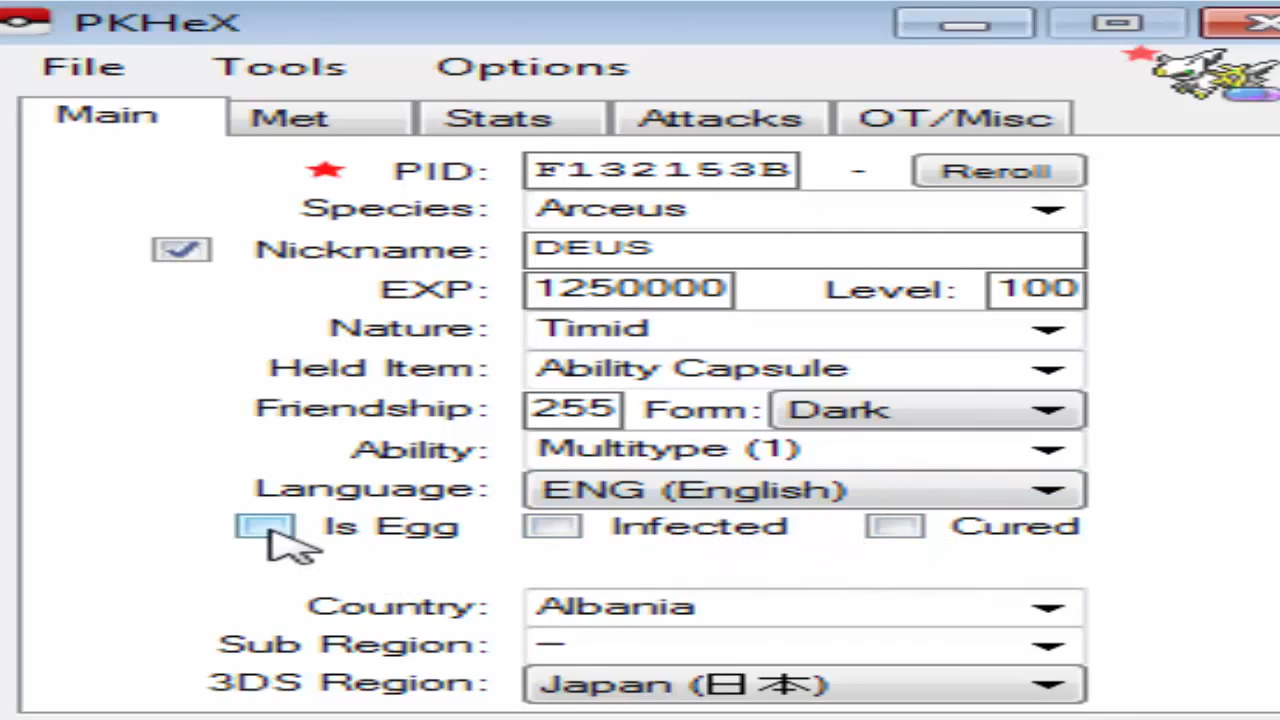 PKHeX
File Tools Options
Main Met Stats Attacks OT/Misc
PID: F132153B - Reroll
Species: Arceus
Nickname: DEUS
EXP: 1250000 Level: 100
Nature: Timid
Held Item: Ability Capsule
Friendship: 255 Form: Dark
Ability: Multitype (1)
Language: ENG (English)
Is Egg Infected Cured
Country: Albania
Sub Region: —
3DS Region: Japan (日本)